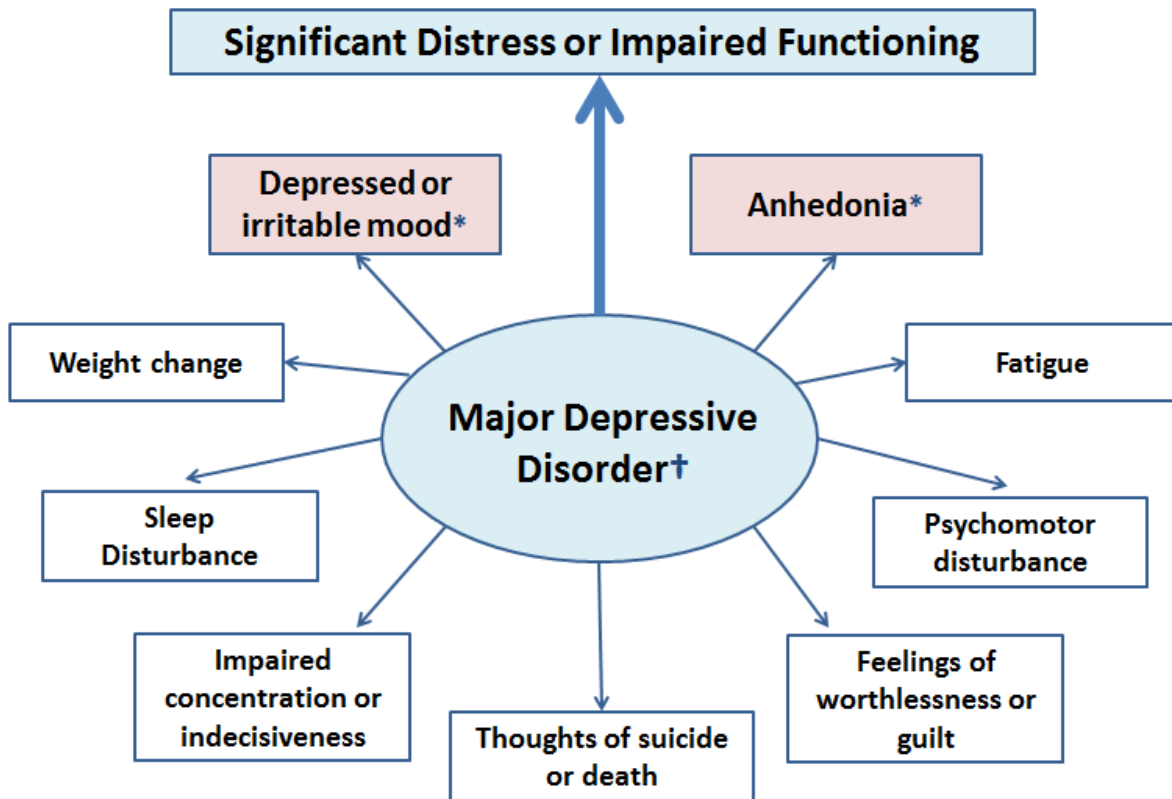 Significant Distress or Impaired Functioning
Depressed or
irritable mood*
Anhedonia*
Weight change
Fatigue
Major Depressive
Disorder†
Sleep
Disturbance
Psychomotor
disturbance
Impaired
concentration or
indecisiveness
Thoughts of suicide
or death
Feelings of
worthlessness or
guilt